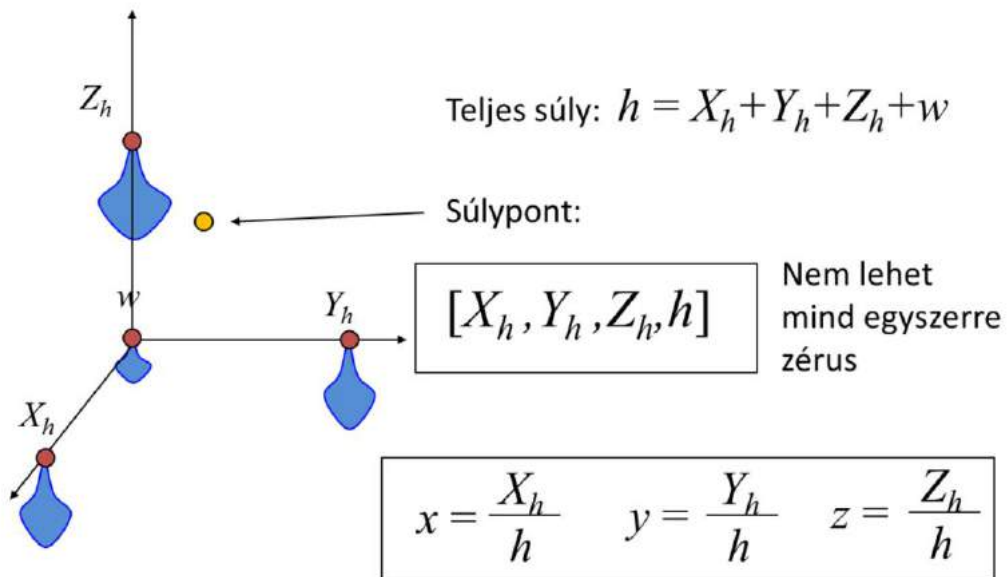 Z_h
Teljes súly: h = X_h+Y_h+Z_h+w
Súlypont:
w
Y_h
[X_h, Y_h, Z_h, h]
Nem lehet
mind egyszerre
zérus
X_h
x = X_h/h y = Y_h/h z = Z_h/h